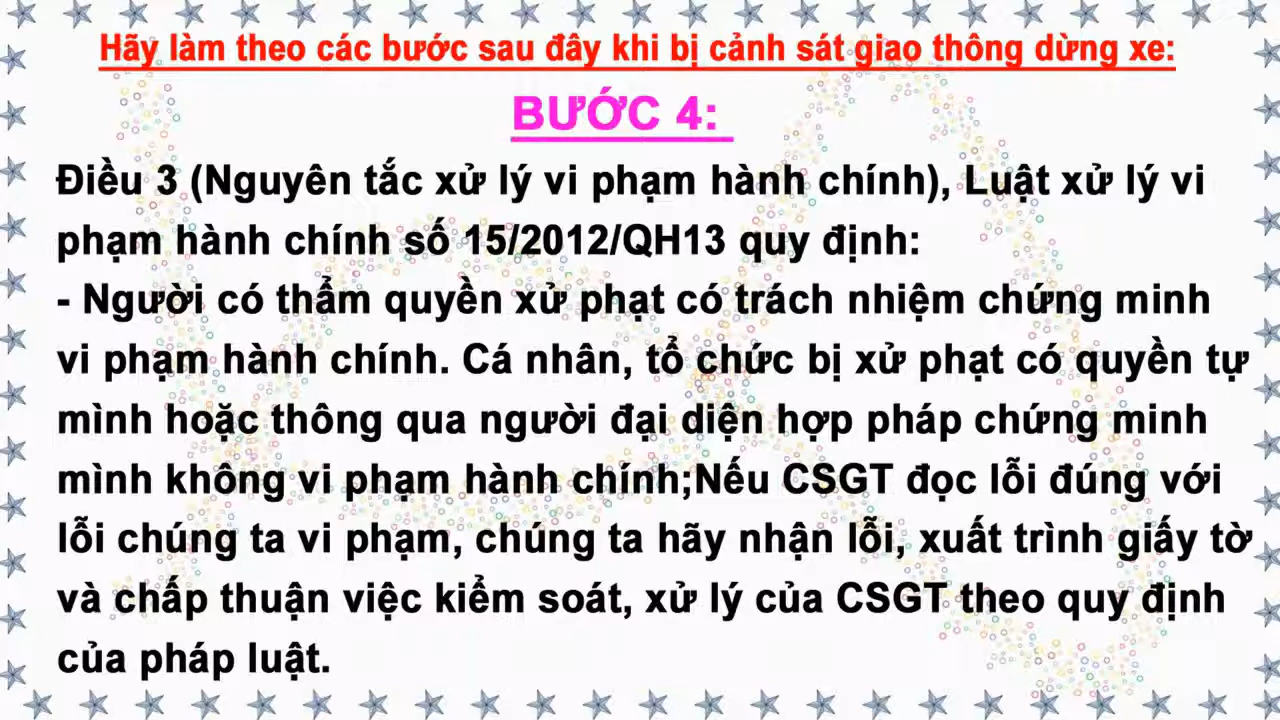 Hãy làm theo các bước sau đây khi bị cảnh sát giao thông dừng xe:
BƯỚC 4:
Điều 3 (Nguyên tắc xử lý vi phạm hành chính), Luật xử lý vi
phạm hành chính số 15/2012/QH13 quy định:
- Người có thẩm quyền xử phạt có trách nhiệm chứng minh
vi phạm hành chính. Cá nhân, tổ chức bị xử phạt có quyền tự
mình hoặc thông qua người đại diện hợp pháp chứng minh
mình không vi phạm hành chính;Nếu CSGT đọc lỗi đúng với
lỗi chúng ta vi phạm, chúng ta hãy nhận lỗi, xuất trình giấy tờ
và chấp thuận việc kiểm soát, xử lý của CSGT theo quy định
của pháp luật.